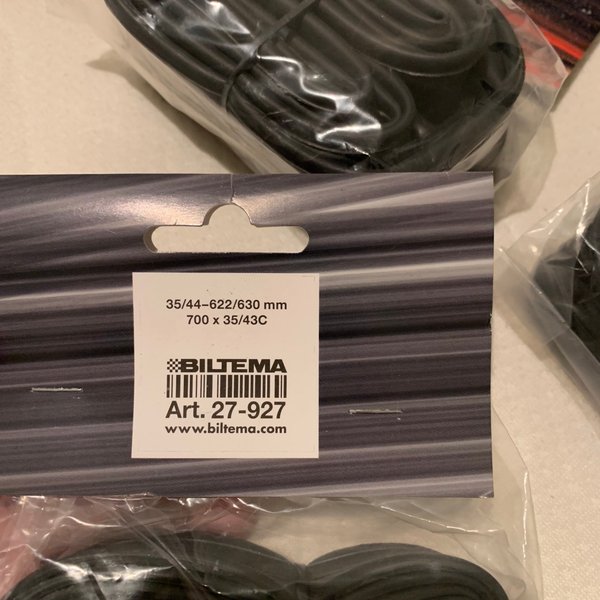 35/44-622/630 mm
700 x 35/43C
BILTEMA
Art. 27-927
www.biltema.com